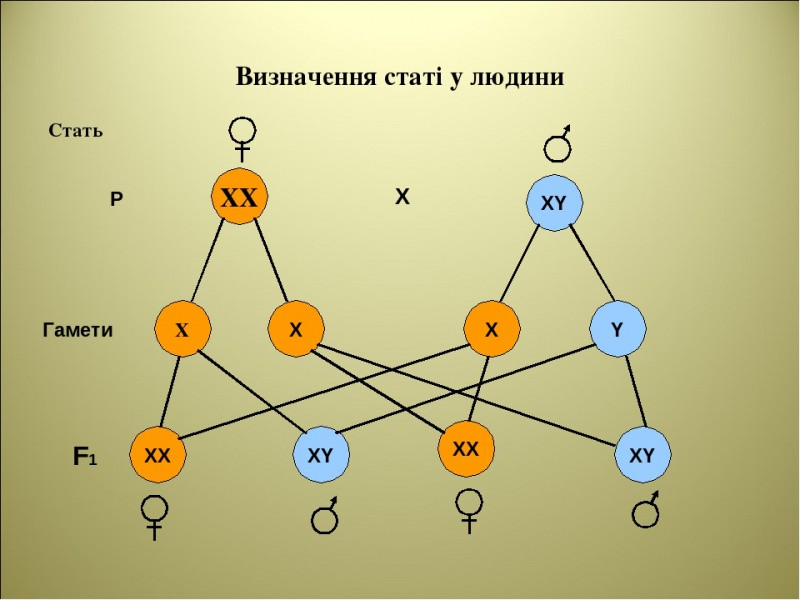 Визначення статі у людини
Стать
P XX X XY
Гамети X X X Y
F1 XX XY XX XY